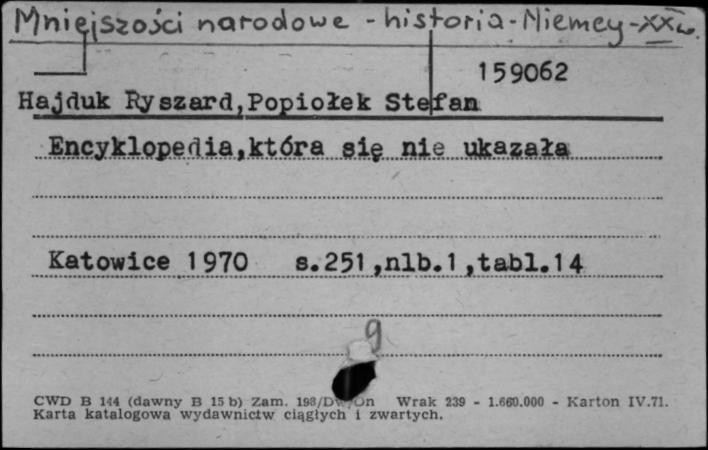 Mniejszości narodowe - historia - Niemcy - XX w.
159062
Hajduk Ryszard,Popiołek Stefan
Encyklopedia,która się nie ukazała
Katowice 1970 s.251,nlb.1,tabl.14
g
CWD B 144 (dawny B 15 b) Zam. 198/Dw/On Wrak 239 - 1.660.000 - Karton IV.71.
Karta katalogowa wydawnictw ciągłych i zwartych.